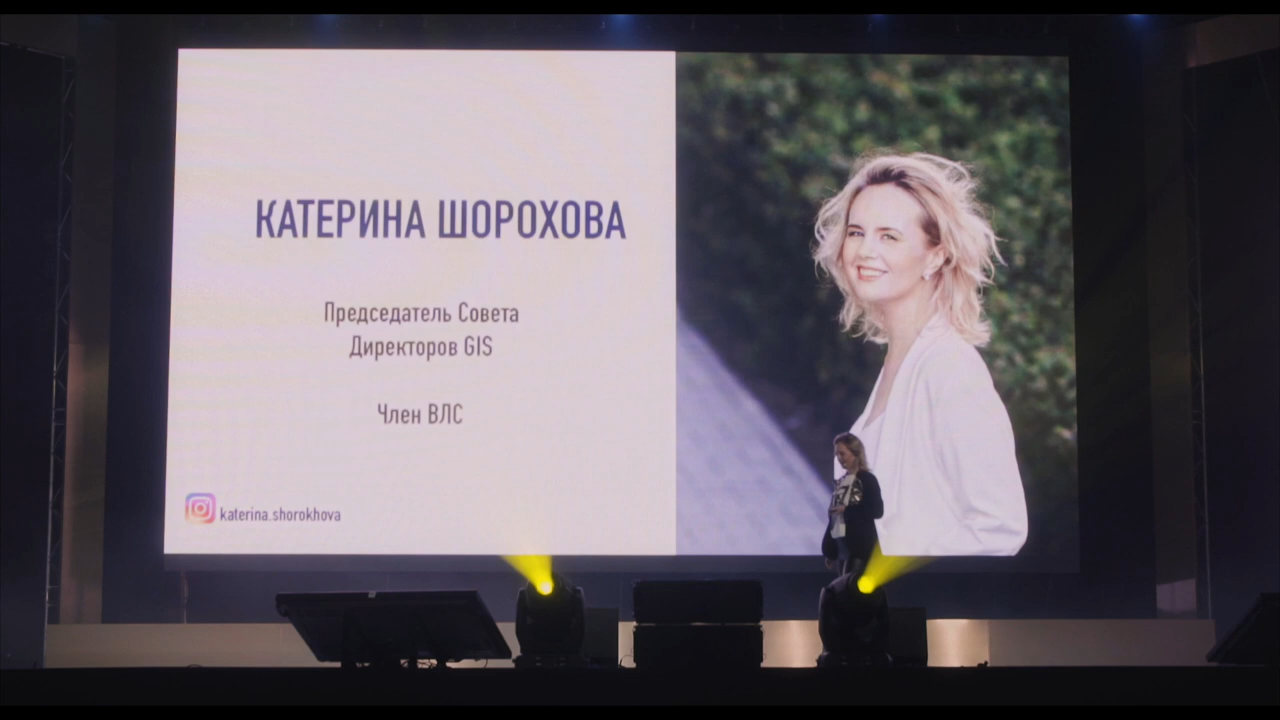 КАТЕРИНА ШОРОХОВА
Председатель Совета
Директоров GIS
Член ВЛС
katerina.shorokhova